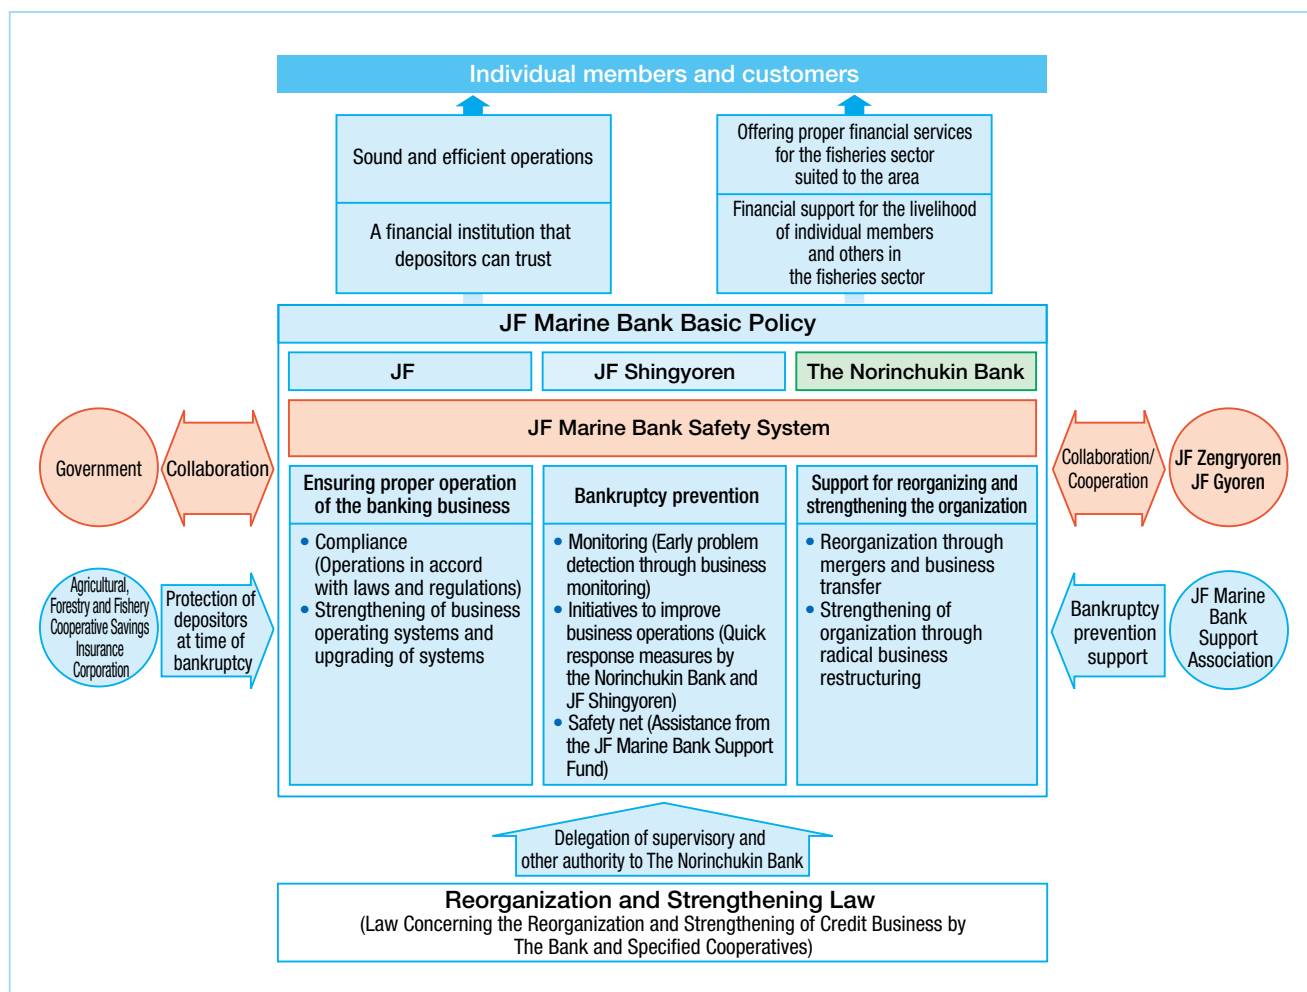 Individual members and customers
Sound and efficient operations
A financial institution that
depositors can trust
Offering proper financial services
for the fisheries sector
suited to the area
Financial support for the livelihood
of individual members
and others in
the fisheries sector
JF Marine Bank Basic Policy
JF
JF Shingyoren
The Norinchukin Bank
JF Marine Bank Safety System
Government
Collaboration
Collaboration/
Cooperation
JF Zengryoren
JF Gyoren
Ensuring proper operation
of the banking business
• Compliance
(Operations in accord
with laws and regulations)
• Strengthening of business
operating systems and
upgrading of systems
Bankruptcy prevention
• Monitoring (Early problem
detection through business
monitoring)
• Initiatives to improve
business operations (Quick
response measures by
the Norinchukin Bank and
JF Shingyoren)
• Safety net (Assistance from
the JF Marine Bank Support
Fund)
Support for reorganizing and
strengthening the organization
• Reorganization through
mergers and business
transfer
• Strengthening of
organization through
radical business
restructuring
Agricultural,
Forestry and Fishery
Cooperative Savings
Insurance
Corporation
Protection of
depositors
at time of
bankruptcy
Bankruptcy
prevention
support
JF Marine
Bank
Support
Association
Delegation of supervisory and
other authority to The Norinchukin Bank
Reorganization and Strengthening Law
(Law Concerning the Reorganization and Strengthening of Credit Business by
The Bank and Specified Cooperatives)